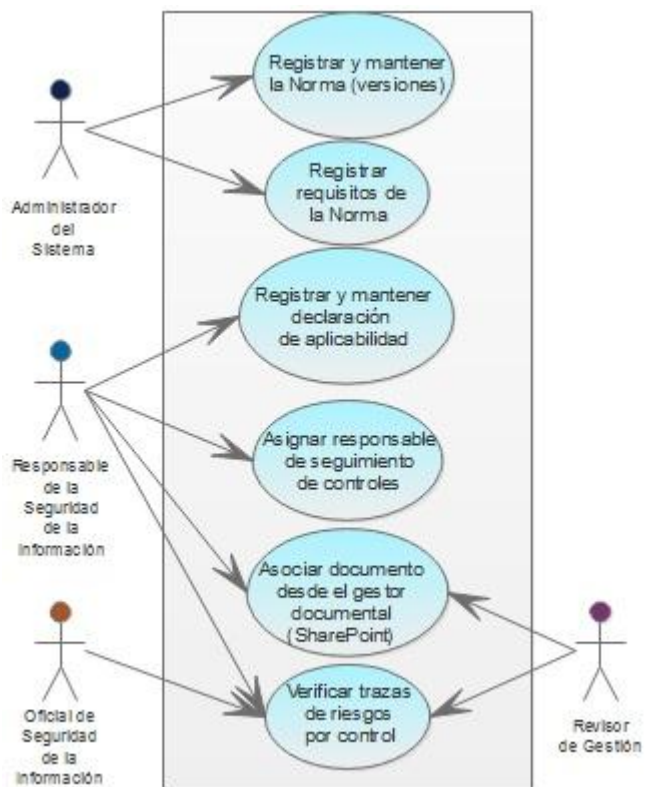 Registrar y mantener
la Norma (versiones)
Administrador
del
Sistema
Registrar
requisitos de
la Norma
Registrar y mantener
declaración
de aplicabilidad
Responsable
de la
Seguridad
de la
Información
Asignar responsable
de seguimiento
de controles
Asociar documento
desde el gestor
documental
(SharePoint)
Oficial de
Seguridad
de la
Información
Verificar trazas
de riesgos
por control
Revisor
de Gestión